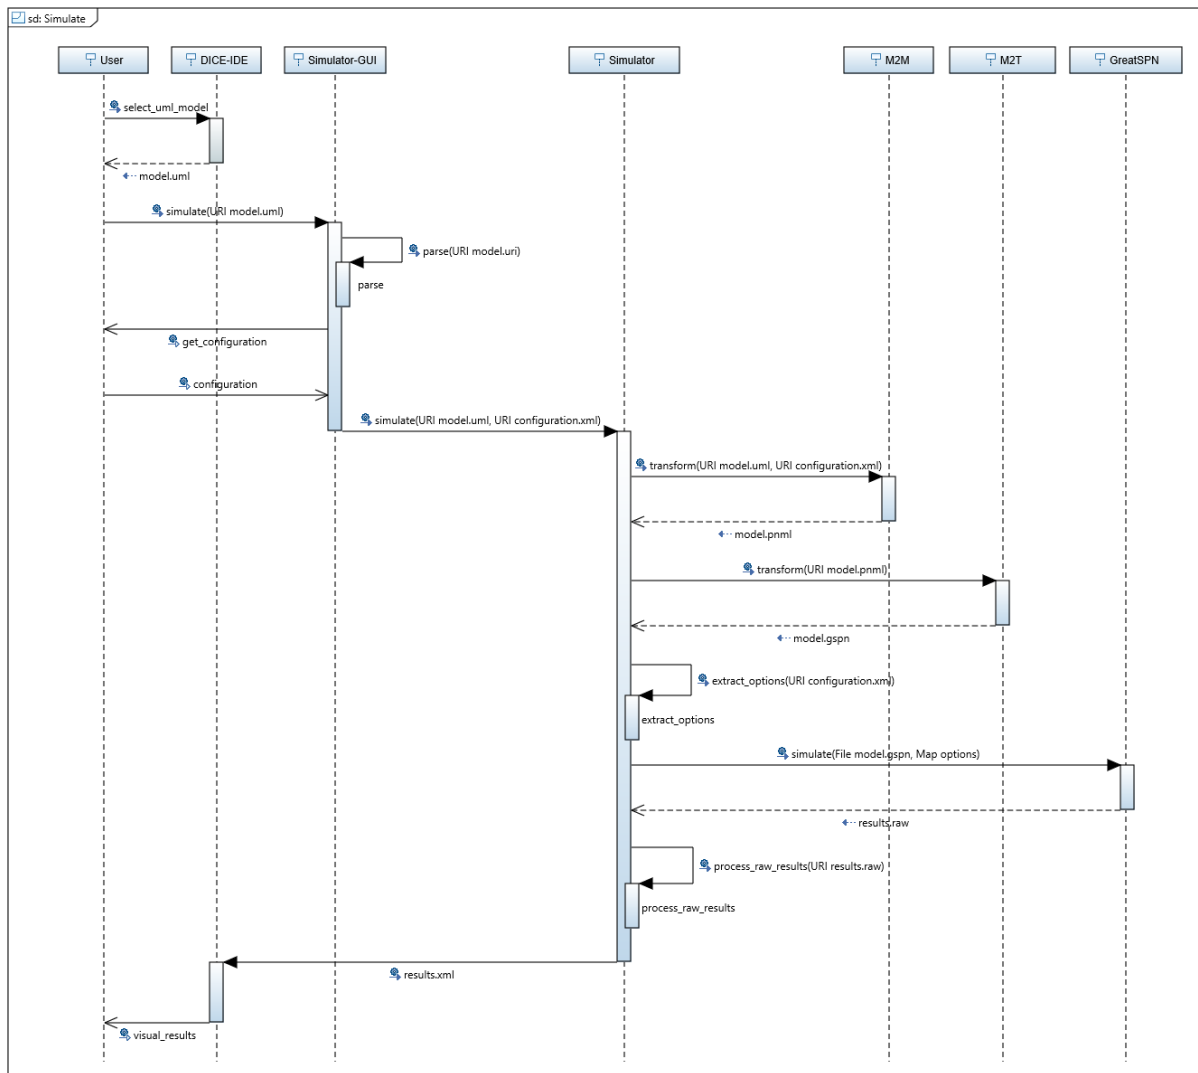 sd: Simulate
User
DICE-IDE
Simulator-GUI
Simulator
M2M
M2T
GreatSPN
select_uml_model
model.uml
simulate(URI model.uml)
parse(URI model.uri)
parse
get_configuration
configuration
simulate(URI model.uml, URI configuration.xml)
transform(URI model.uml, URI configuration.xml)
model.pnml
transform(URI model.pnml)
model.gspn
extract_options(URI configuration.xml)
extract_options
simulate(File model.gspn, Map options)
results.raw
process_raw_results(URI results.raw)
process_raw_results
results.xml
visual_results